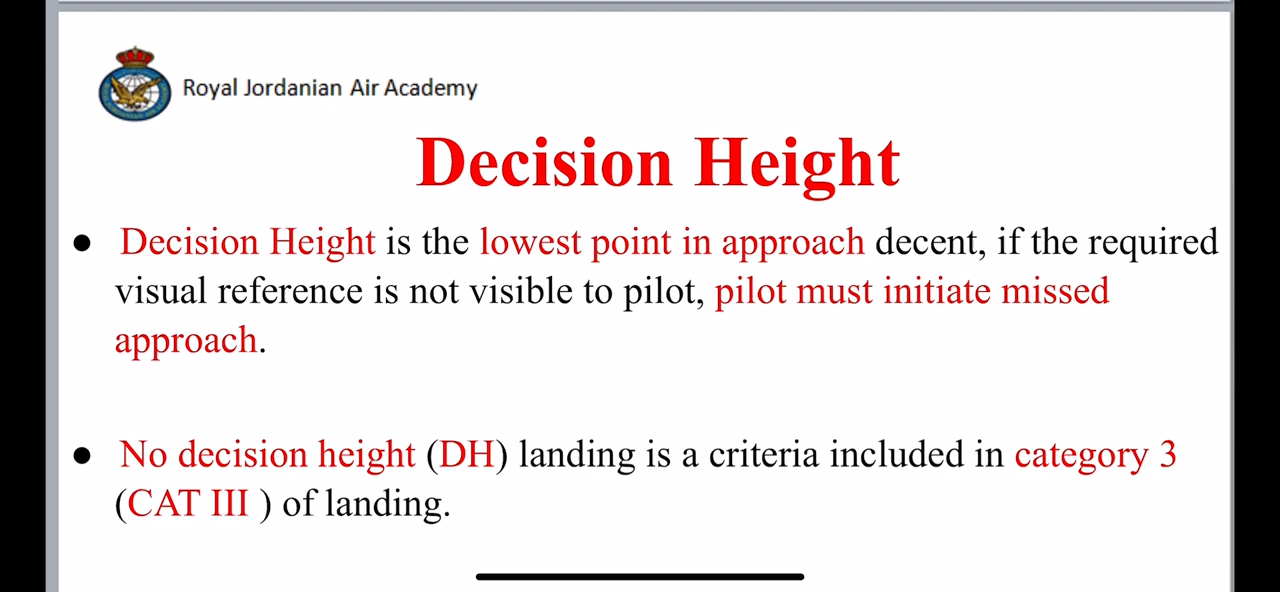 Royal Jordanian Air Academy
Decision Height
● Decision Height is the lowest point in approach decent, if the required
visual reference is not visible to pilot, pilot must initiate missed
approach.
● No decision height (DH) landing is a criteria included in category 3
(CAT III ) of landing.